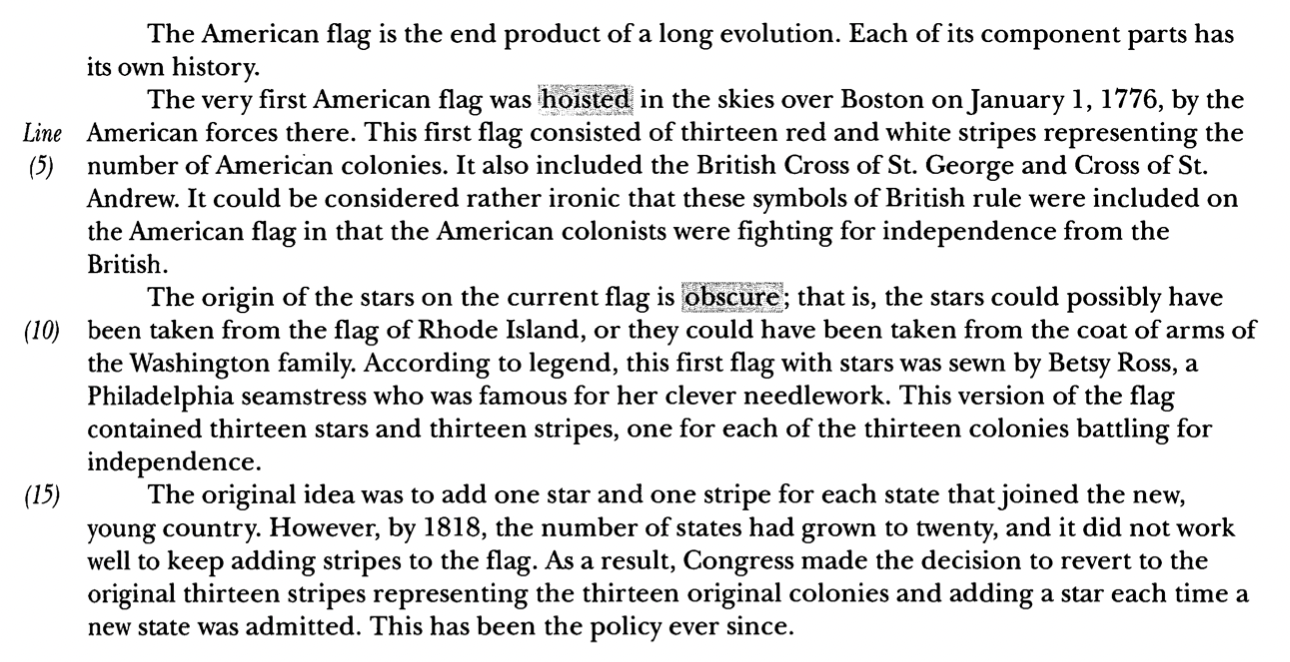 The American flag is the end product of a long evolution. Each of its component parts has
its own history.
The very first American flag was hoisted in the skies over Boston on January 1, 1776, by the
Line American forces there. This first flag consisted of thirteen red and white stripes representing the
(5) number of American colonies. It also included the British Cross of St. George and Cross of St.
Andrew. It could be considered rather ironic that these symbols of British rule were included on
the American flag in that the American colonists were fighting for independence from the
British.
The origin of the stars on the current flag is obscure; that is, the stars could possibly have
(10) been taken from the flag of Rhode Island, or they could have been taken from the coat of arms of
the Washington family. According to legend, this first flag with stars was sewn by Betsy Ross, a
Philadelphia seamstress who was famous for her clever needlework. This version of the flag
contained thirteen stars and thirteen stripes, one for each of the thirteen colonies battling for
independence.
(15) The original idea was to add one star and one stripe for each state that joined the new,
young country. However, by 1818, the number of states had grown to twenty, and it did not work
well to keep adding stripes to the flag. As a result, Congress made the decision to revert to the
original thirteen stripes representing the thirteen original colonies and adding a star each time a
new state was admitted. This has been the policy ever since.